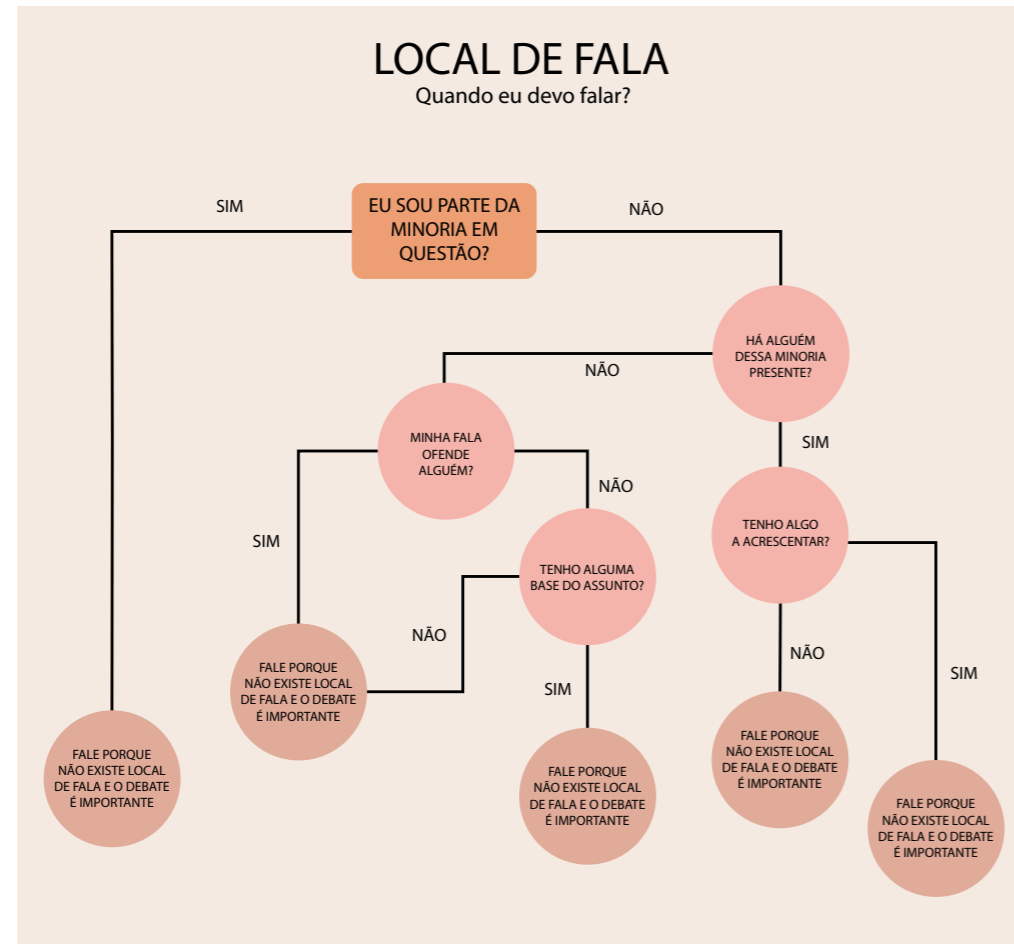 LOCAL DE FALA
Quando eu devo falar?
SIM
EU SOU PARTE DA
MINORIA EM
QUESTÃO?
NÃO
HÁ ALGUÉM
DESSA MINORIA
PRESENTE?
NÃO
SIM
MINHA FALA
OFENDE
ALGUÉM?
SIM
NÃO
TENHO ALGO
A ACRESCENTAR?
TENHO ALGUMA
BASE DO ASSUNTO?
NÃO
SIM
NÃO
SIM
FALE PORQUE
NÃO EXISTE LOCAL
DE FALA E O DEBATE
É IMPORTANTE
FALE PORQUE
NÃO EXISTE LOCAL
DE FALA E O DEBATE
É IMPORTANTE
FALE PORQUE
NÃO EXISTE LOCAL
DE FALA E O DEBATE
É IMPORTANTE
FALE PORQUE
NÃO EXISTE LOCAL
DE FALA E O DEBATE
É IMPORTANTE
FALE PORQUE
NÃO EXISTE LOCAL
DE FALA E O DEBATE
É IMPORTANTE